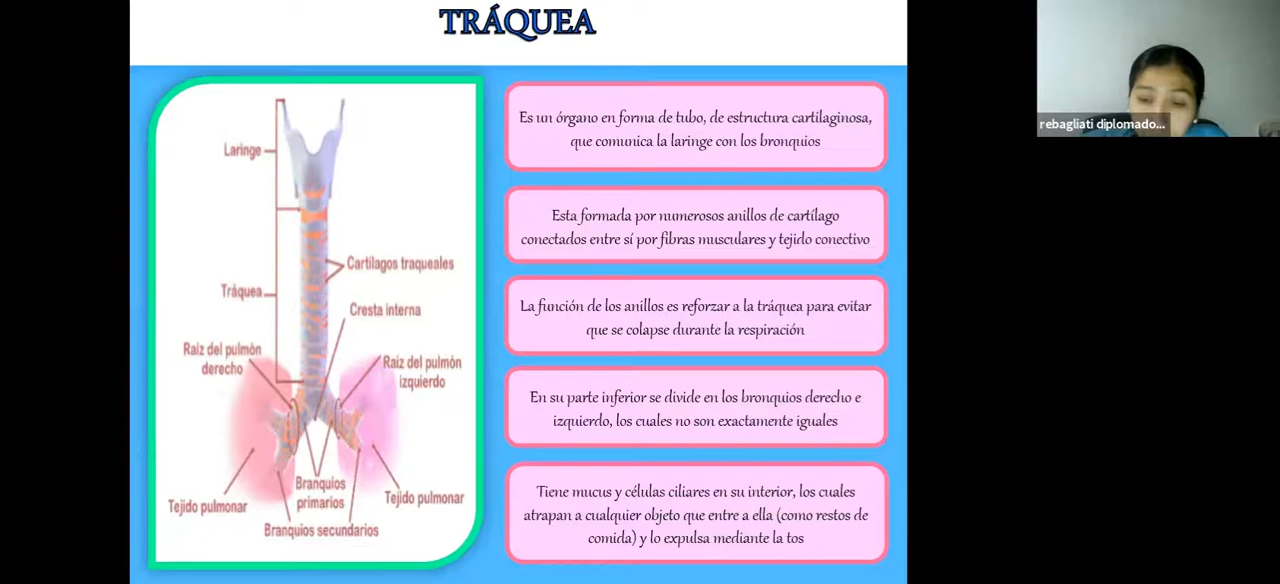 TRÁQUEA
rebagliati diplomado...
Laringe
Cartílagos traqueales
Tráquea
Cresta interna
Raíz del pulmón
derecho
Raíz del pulmón
izquierdo
Branquios
primarios
Tejido pulmonar
Tejido pulmonar
Branquios secundarios
Es un órgano en forma de tubo, de estructura cartilaginosa,
que comunica la laringe con los bronquios
Esta formada por numerosos anillos de cartílago
conectados entre sí por fibras musculares y tejido conectivo
La función de los anillos es reforzar a la tráquea para evitar
que se colapse durante la respiración
En su parte inferior se divide en los bronquios derecho e
izquierdo, los cuales no son exactamente iguales
Tiene mucus y células ciliares en su interior, los cuales
atrapan a cualquier objeto que entre a ella (como restos de
comida) y lo expulsa mediante la tos